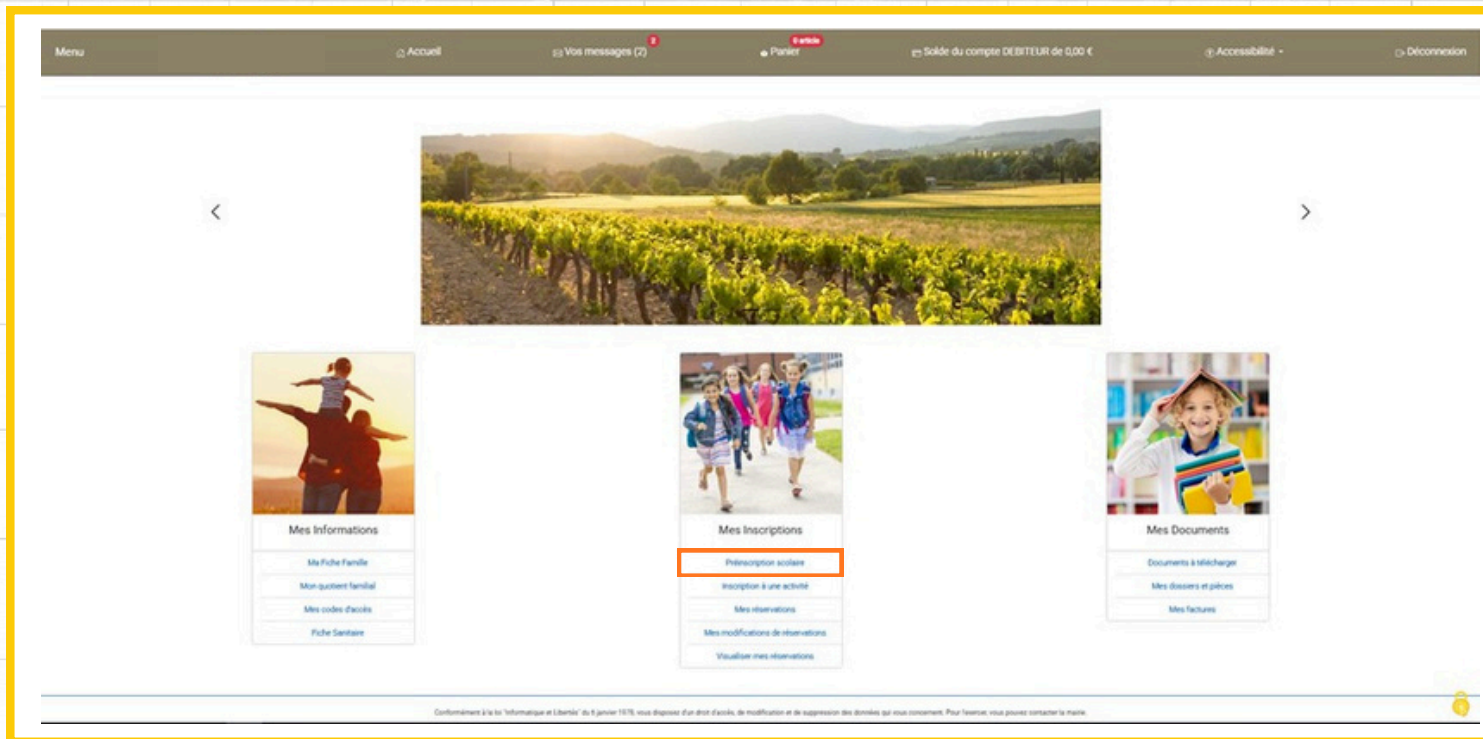 Menu
Accueil
Vos messages (2)
2
Panier
0 article
Solde du compte DEBITEUR de 0,00 €
Accessibilité
Déconnexion
Mes Informations
Ma Fiche Famille
Mon quotient familial
Mes codes d'accès
Fiche Sanitaire
Mes Inscriptions
Préinscription scolaire
Inscription à une activité
Mes réservations
Mes modifications de réservations
Visualiser mes réservations
Mes Documents
Documents à télécharger
Mes dossiers et pièces
Mes factures
Conformément à la loi "Informatique et Libertés" du 6 janvier 1978, vous disposez d'un droit d'accès, de modification et de suppression des données qui vous concernent. Pour l'exercer, vous pouvez contacter la mairie.